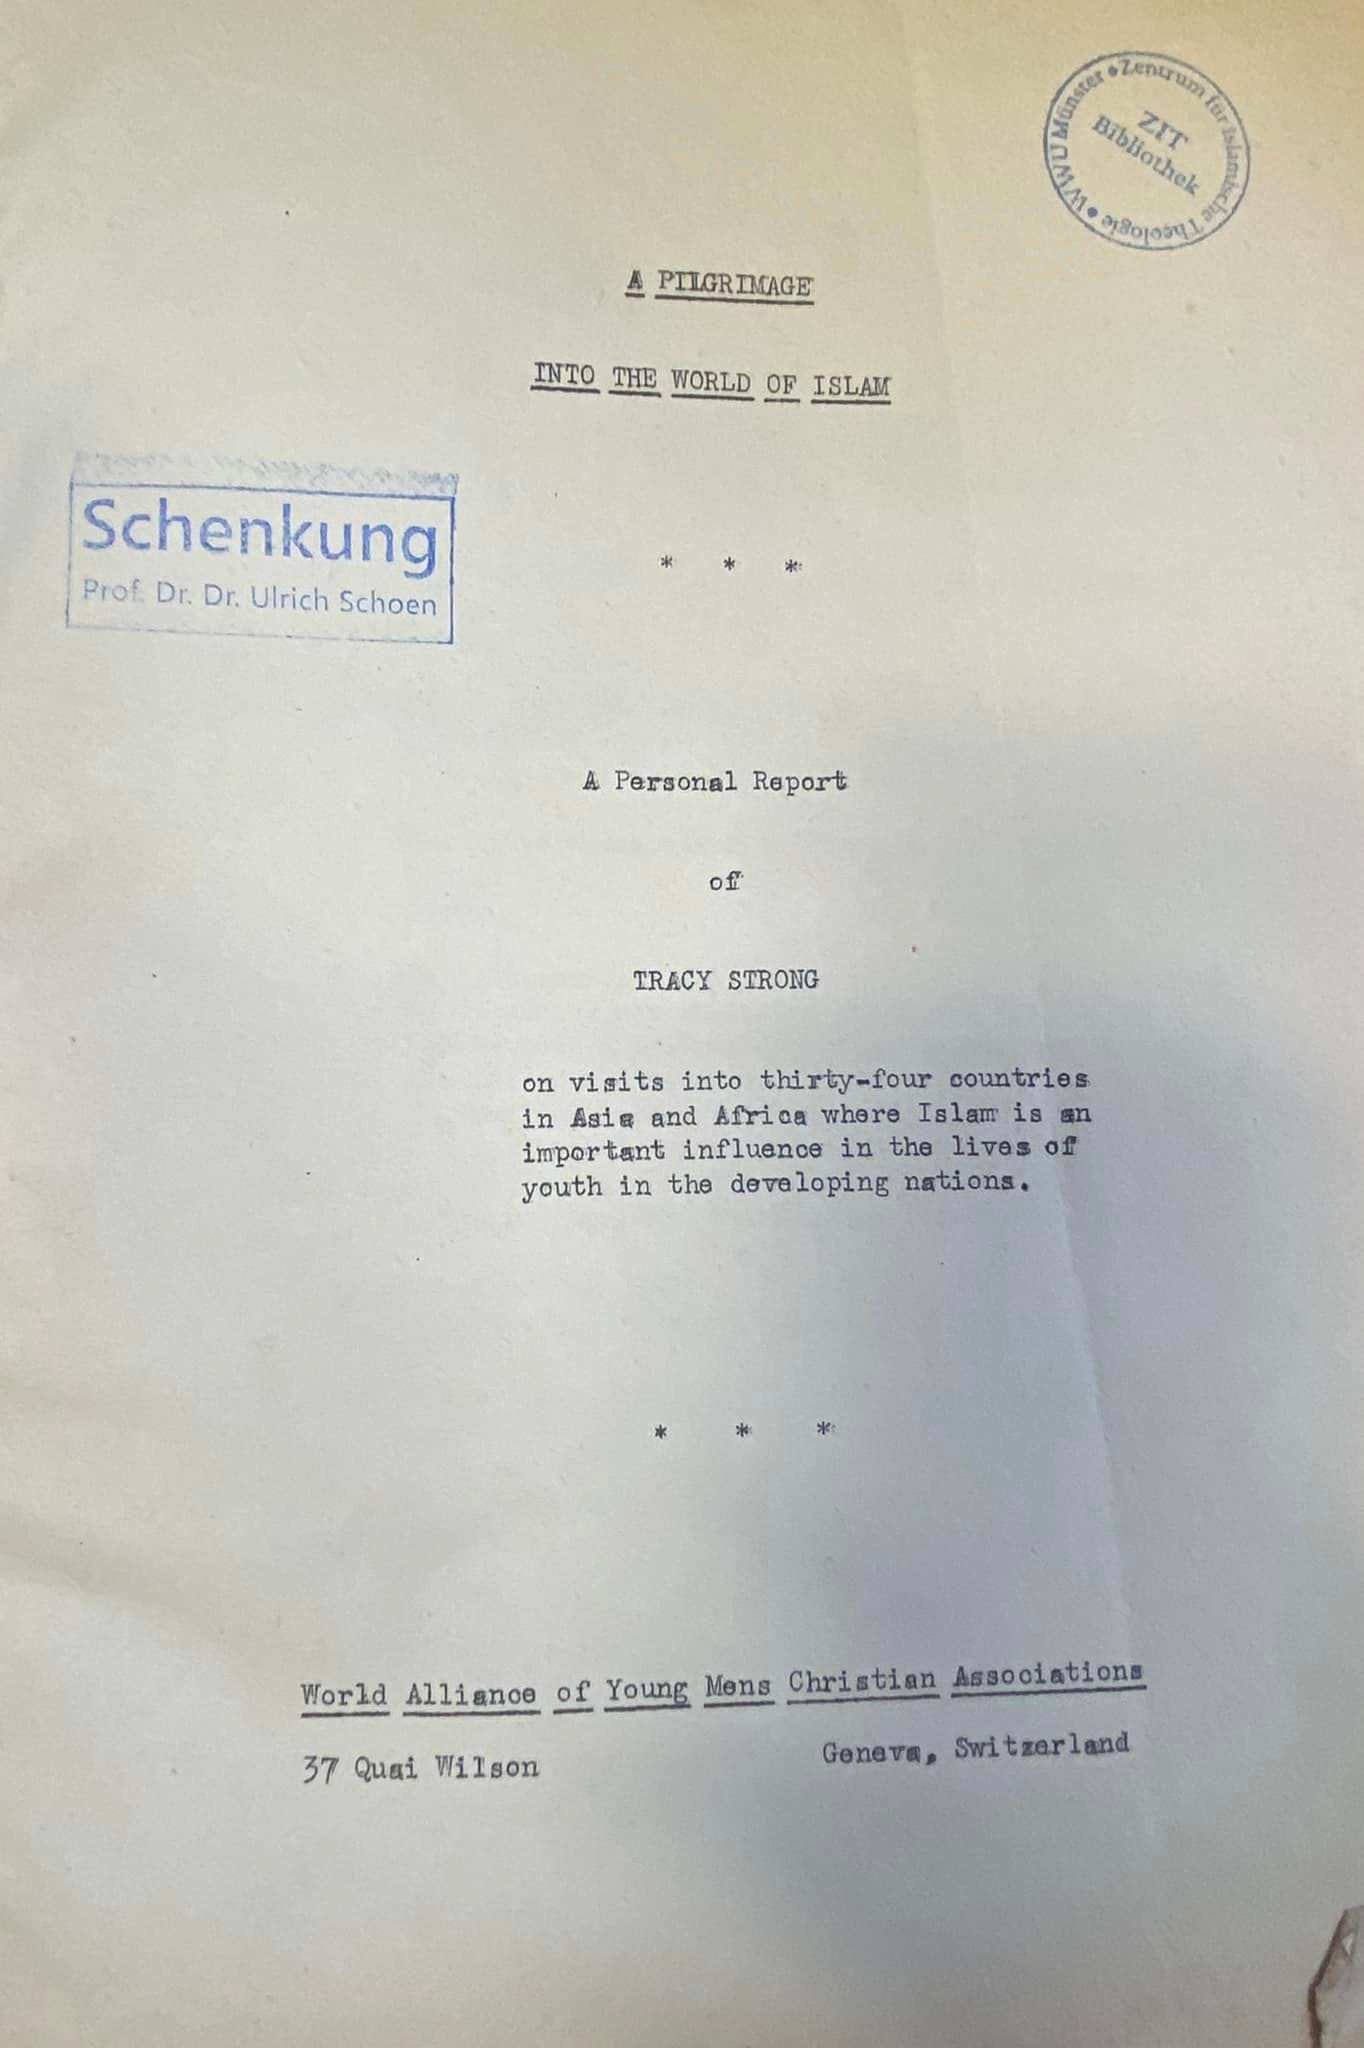 WWU Münster • Zentrum für Islamische Theologie •
ZIT
Bibliothek
A PILGRIMAGE
INTO THE WORLD OF ISLAM
Schenkung
Prof. Dr. Dr. Ulrich Schoen
* * *
A Personal Report
of
TRACY STRONG
on visits into thirty-four countries
in Asia and Africa where Islam is an
important influence in the lives of
youth in the developing nations.
* * *
World Alliance of Young Mens Christian Associations
37 Quai Wilson Geneva, Switzerland